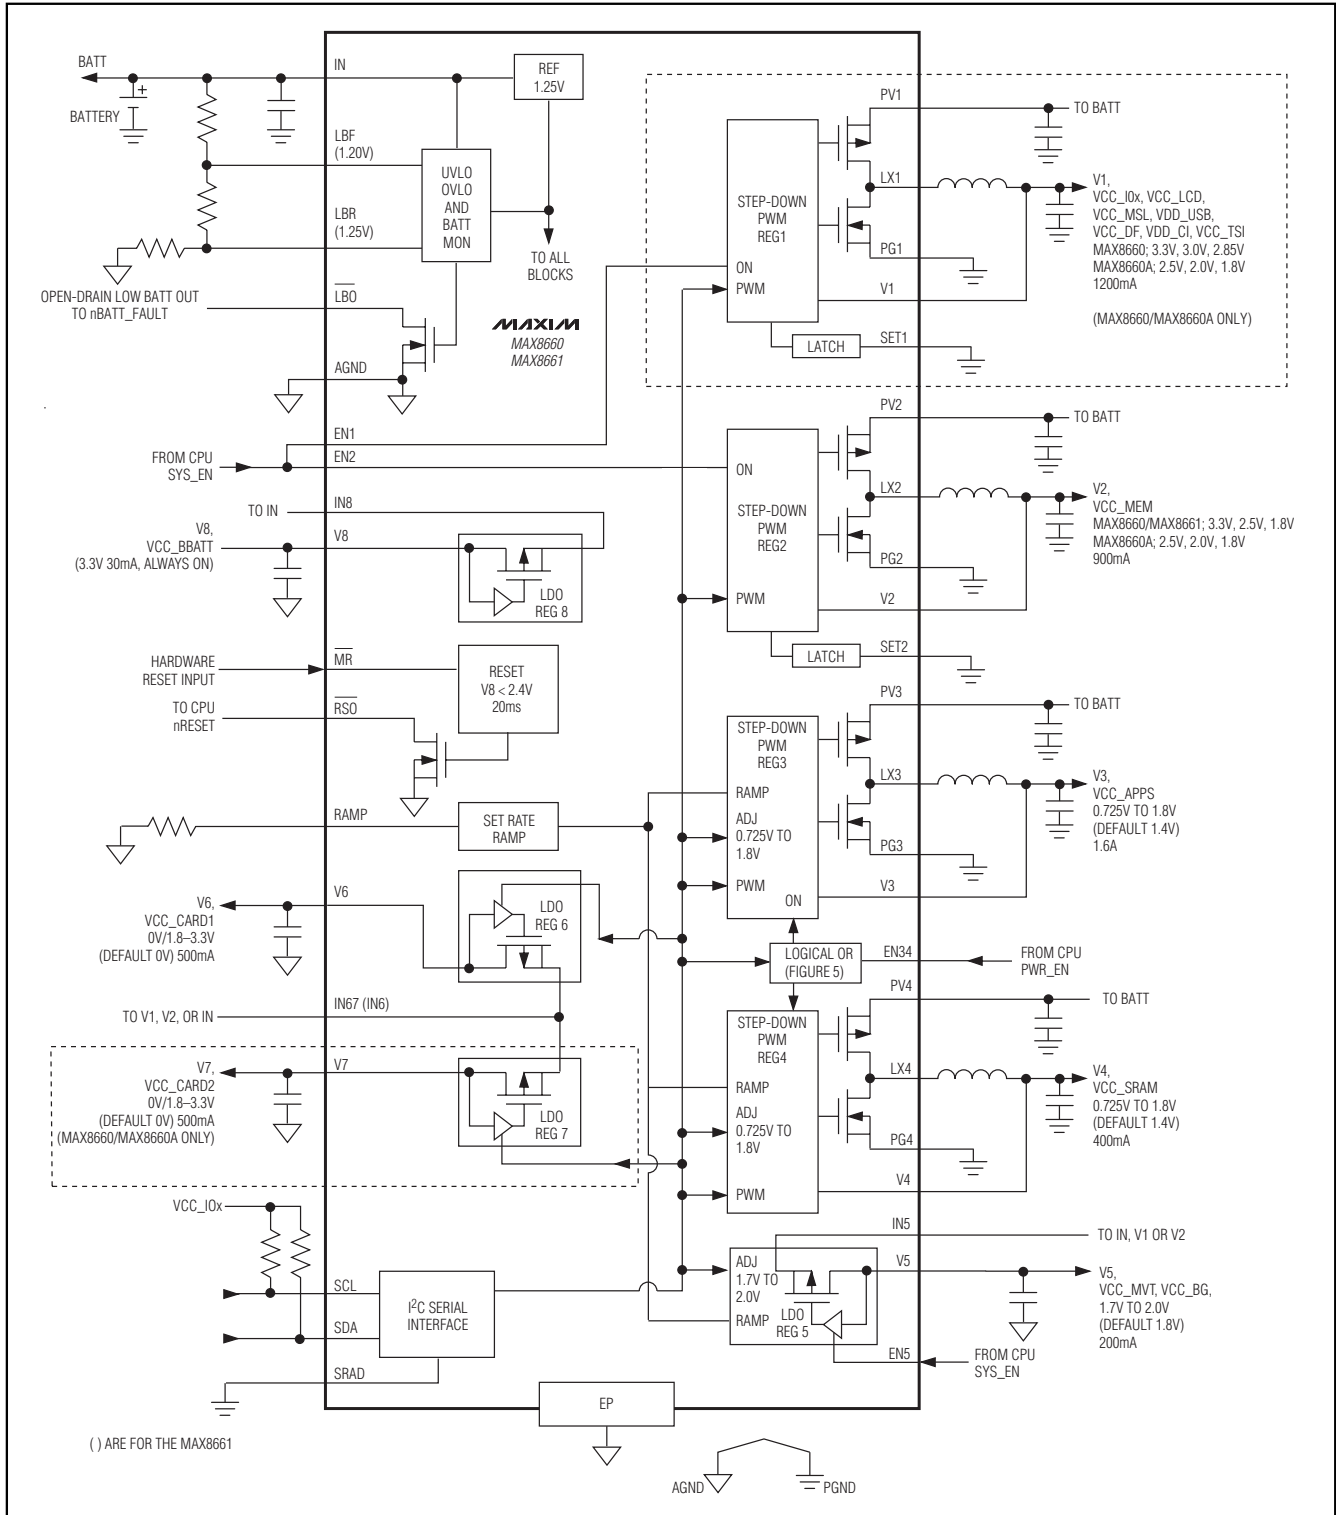 BATT
+
BATTERY
IN
REF
1.25V
LBF
(1.20V)
LBR
(1.25V)
UVLO
OVLO
AND
BATT
MON
TO ALL
BLOCKS
OPEN-DRAIN LOW BATT OUT
TO nBATT_FAULT
LBO
MAXIM
MAX8660
MAX8661
AGND
EN1
EN2
FROM CPU
SYS_EN
TO IN
IN8
V8,
VCC_BBATT
(3.3V 30mA, ALWAYS ON)
V8
LDO
REG 8
HARDWARE
RESET INPUT
MR
RESET
V8 < 2.4V
20ms
TO CPU
nRESET
RSO
RAMP
SET RATE
RAMP
V6,
VCC_CARD1
0V/1.8–3.3V
(DEFAULT 0V) 500mA
V6
LDO
REG 6
TO V1, V2, OR IN
IN67 (IN6)
V7,
VCC_CARD2
0V/1.8–3.3V
(DEFAULT 0V) 500mA
(MAX8660/MAX8660A ONLY)
V7
LDO
REG 7
VCC_IOx
SCL
SDA
SRAD
I2C SERIAL
INTERFACE
EP
( ) ARE FOR THE MAX8661
AGND
PGND
STEP-DOWN
PWM
REG1
ON
PWM
LATCH
PV1
LX1
PG1
V1
SET1
TO BATT
V1,
VCC_I0x, VCC_LCD,
VCC_MSL, VDD_USB,
VCC_DF, VDD_CI, VCC_TSI
MAX8660; 3.3V, 3.0V, 2.85V
MAX8660A; 2.5V, 2.0V, 1.8V
1200mA
(MAX8660/MAX8660A ONLY)
ON
STEP-DOWN
PWM
REG2
PWM
LATCH
PV2
LX2
PG2
V2
SET2
TO BATT
V2,
VCC_MEM
MAX8660/MAX8661; 3.3V, 2.5V, 1.8V
MAX8660A; 2.5V, 2.0V, 1.8V
900mA
STEP-DOWN
PWM
REG3
RAMP
ADJ
0.725V TO
1.8V
PWM
ON
PV3
LX3
PG3
V3
TO BATT
V3,
VCC_APPS
0.725V TO 1.8V
(DEFAULT 1.4V)
1.6A
LOGICAL OR
(FIGURE 5)
EN34
FROM CPU
PWR_EN
STEP-DOWN
PWM
REG4
RAMP
ADJ
0.725V TO
1.8V
PWM
PV4
LX4
PG4
V4
TO BATT
V4,
VCC_SRAM
0.725V TO 1.8V
(DEFAULT 1.4V)
400mA
IN5
TO IN, V1 OR V2
ADJ
1.7V TO
2.0V
RAMP
LDO
REG 5
V5
V5,
VCC_MVT, VCC_BG,
1.7V TO 2.0V
(DEFAULT 1.8V)
200mA
EN5
FROM CPU
SYS_EN